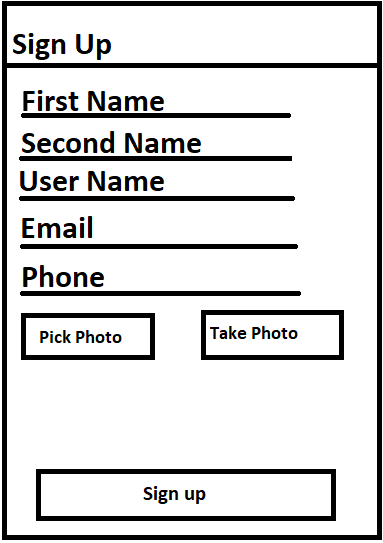 Sign Up
First Name
Second Name
User Name
Email
Phone
Pick Photo
Take Photo
Sign up